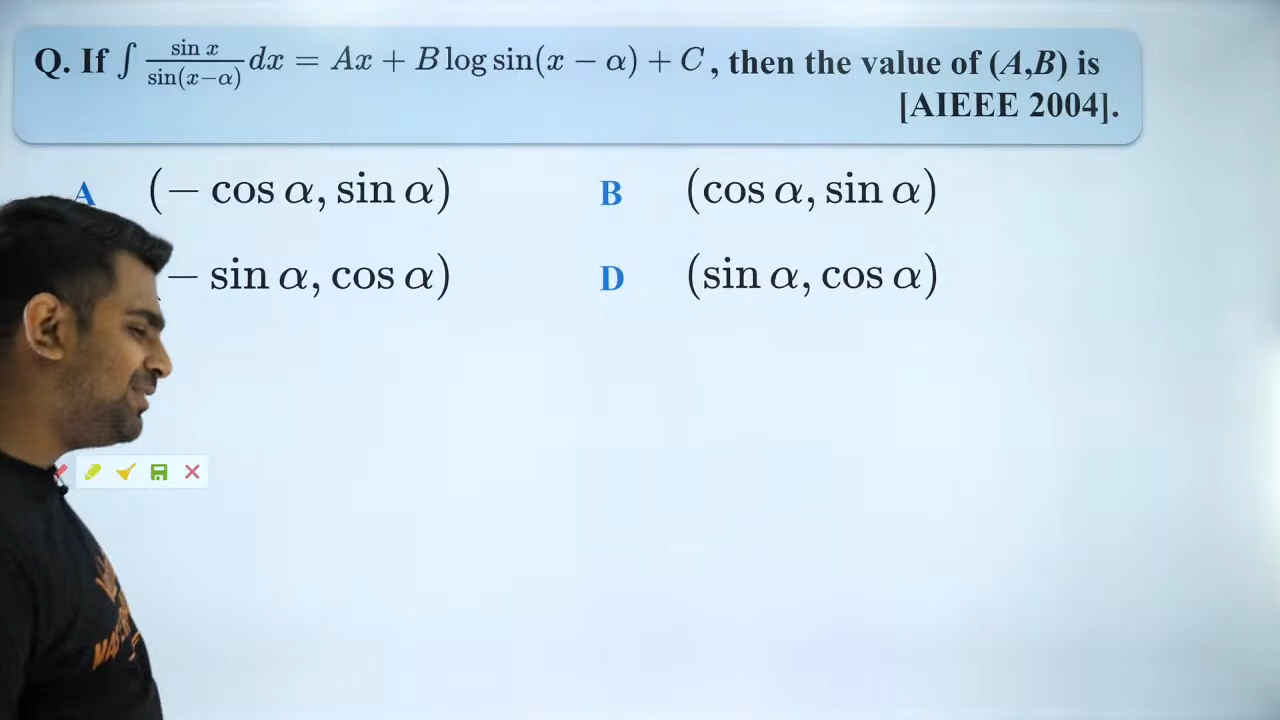 Q. If ∫ sin x / sin(x−α) dx = Ax + B log sin(x − α) + C, then the value of (A,B) is
[AIEEE 2004].
A (− cos α, sin α)
B (cos α, sin α)
− sin α, cos α)
D (sin α, cos α)